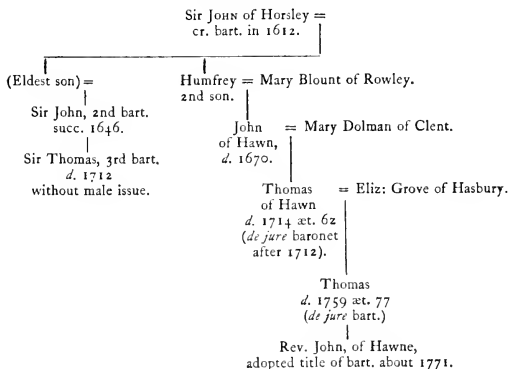 Sir John of Horsley =
cr. bart. in 1612.
(Eldest son) =
Humfrey = Mary Blount of Rowley.
2nd son.
Sir John, 2nd bart.
succ. 1646.
John = Mary Dolman of Clent.
of Hawn,
d. 1670.
Sir Thomas, 3rd bart.
d. 1712
without male issue.
Thomas = Eliz: Grove of Hasbury.
of Hawn
d. 1714 æt. 62
(de jure baronet
after 1712).
Thomas
d. 1759 æt. 77
(de jure bart.)
Rev. John, of Hawne,
adopted title of bart. about 1771.